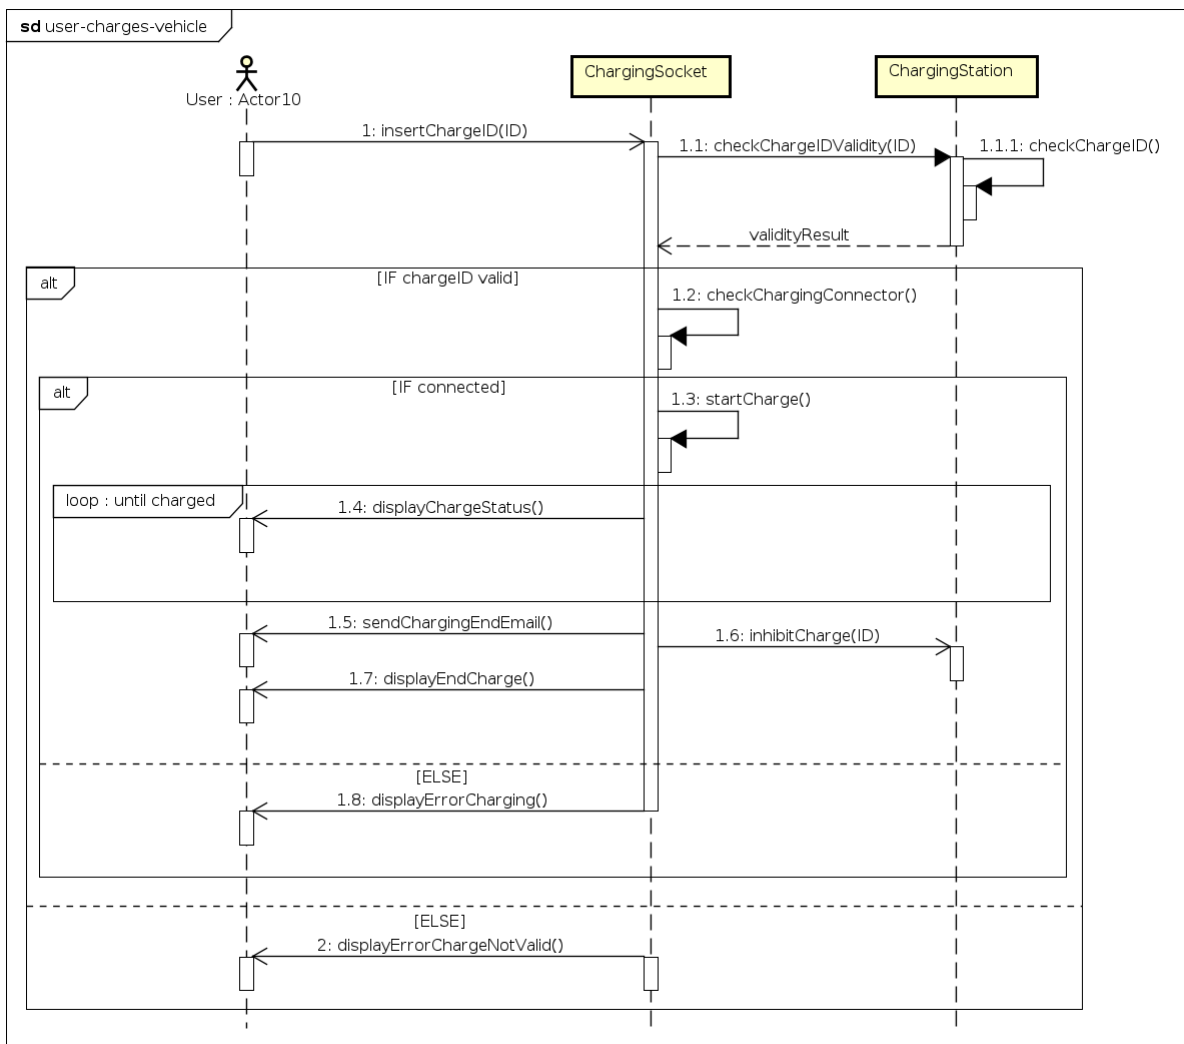 sd user-charges-vehicle
User : Actor10
ChargingSocket
ChargingStation
1: insertChargeID(ID)
1.1: checkChargeIDValidity(ID)
1.1.1: checkChargeID()
validityResult
alt
[IF chargeID valid]
1.2: checkChargingConnector()
alt
[IF connected]
1.3: startCharge()
loop : until charged
1.4: displayChargeStatus()
1.5: sendChargingEndEmail()
1.6: inhibitCharge(ID)
1.7: displayEndCharge()
[ELSE]
1.8: displayErrorCharging()
[ELSE]
2: displayErrorChargeNotValid()